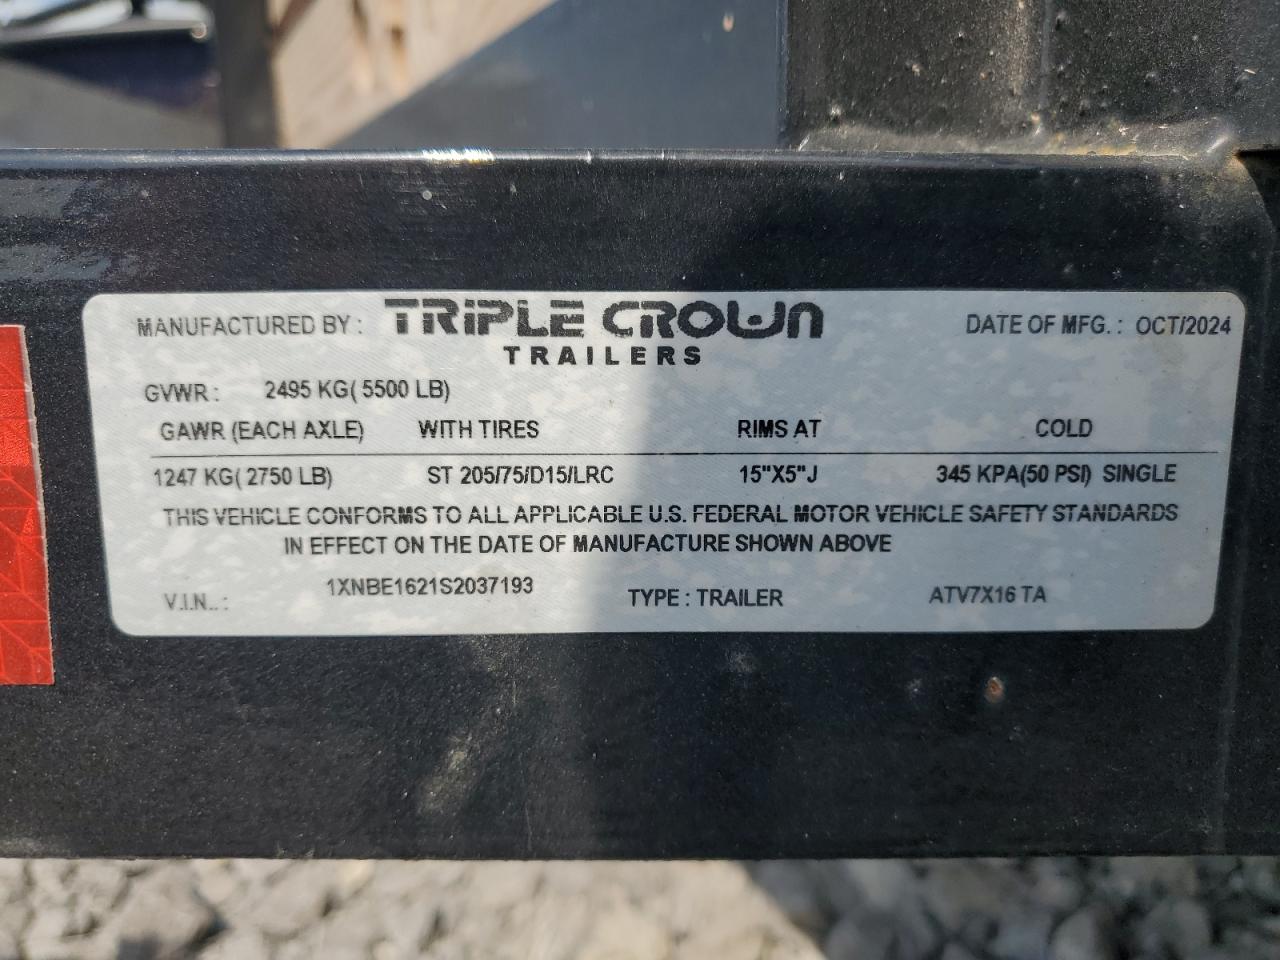 MANUFACTURED BY : TRIPLE CROWN TRAILERS DATE OF MFG. : OCT/2024
GVWR : 2495 KG( 5500 LB)
GAWR (EACH AXLE) WITH TIRES RIMS AT COLD
1247 KG( 2750 LB) ST 205/75/D15/LRC 15"X5"J 345 KPA(50 PSI) SINGLE
THIS VEHICLE CONFORMS TO ALL APPLICABLE U.S. FEDERAL MOTOR VEHICLE SAFETY STANDARDS
IN EFFECT ON THE DATE OF MANUFACTURE SHOWN ABOVE
V.I.N.. : 1XNBE1621S2037193 TYPE : TRAILER ATV7X16 TA